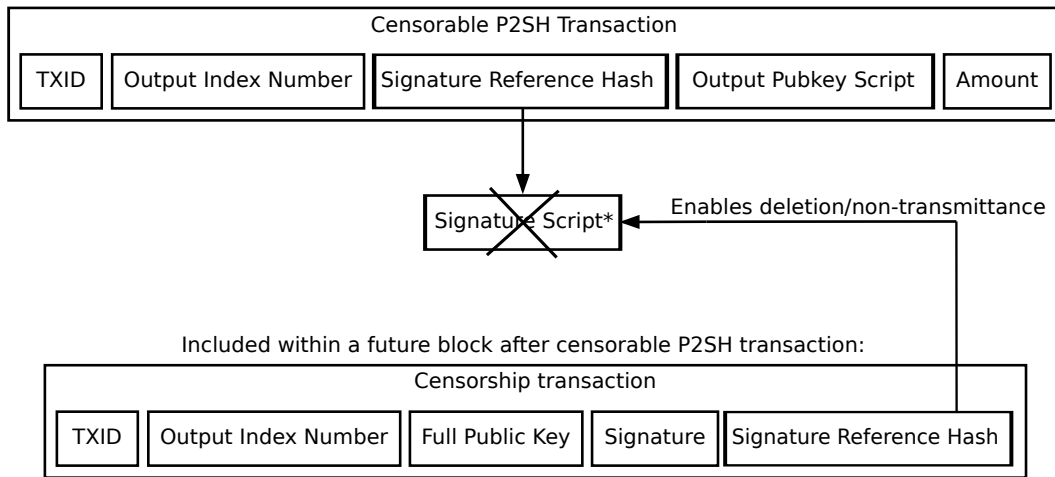 Censorable P2SH Transaction
TXID
Output Index Number
Signature Reference Hash
Output Pubkey Script
Amount
Signature Script*
Enables deletion/non-transmittance
Included within a future block after censorable P2SH transaction:
Censorship transaction
TXID
Output Index Number
Full Public Key
Signature
Signature Reference Hash